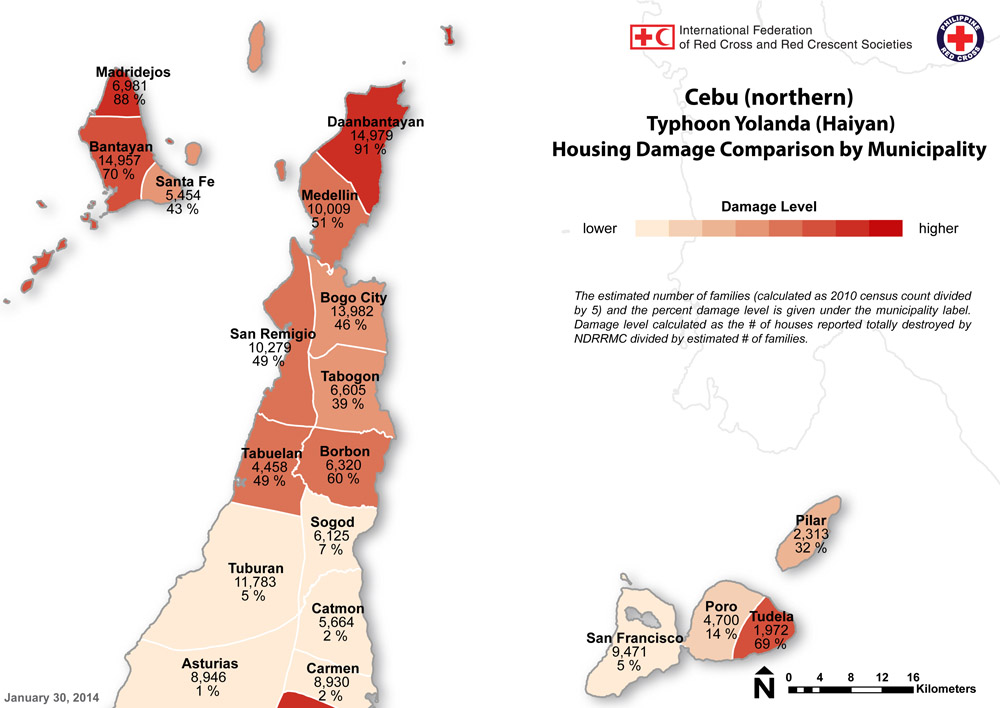 International Federation
of Red Cross and Red Crescent Societies
PHILIPPINE
RED CROSS
Cebu (northern)
Typhoon Yolanda (Haiyan)
Housing Damage Comparison by Municipality
Damage Level
lower
higher
The estimated number of families (calculated as 2010 census count divided
by 5) and the percent damage level is given under the municipality label.
Damage level calculated as the # of houses reported totally destroyed by
NDRRMC divided by estimated # of families.
Madridejos
6,981
88 %
Bantayan
14,957
70 %
Santa Fe
5,454
43 %
Daanbantayan
14,979
91 %
Medellin
10,009
51 %
Bogo City
13,982
46 %
San Remigio
10,279
49 %
Tabogon
6,605
39 %
Tabuelan
4,458
49 %
Borbon
6,320
60 %
Sogod
6,125
7 %
Tuburan
11,783
5 %
Catmon
5,664
2 %
Asturias
8,946
1 %
Carmen
8,930
2 %
Pilar
2,313
32 %
Poro
4,700
14 %
Tudela
1,972
69 %
San Francisco
9,471
5 %
N
0 4 8 12 16
Kilometers
January 30, 2014